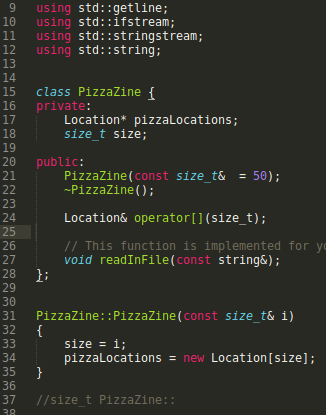 9 using std::getline;
10 using std::ifstream;
11 using std::stringstream;
12 using std::string;
13
14
15 class PizzaZine {
16 private:
17 Location* pizzaLocations;
18 size_t size;
19
20 public:
21 PizzaZine(const size_t&  = 50);
22 ~PizzaZine();
23
24 Location& operator[](size_t);
25
26 // This function is implemented for
27 void readInFile(const string&);
28 };
29
30
31 PizzaZine::PizzaZine(const size_t& i)
32 {
33 size = i;
34 pizzaLocations = new Location[size];
35 }
36
37 //size_t PizzaZine::
38